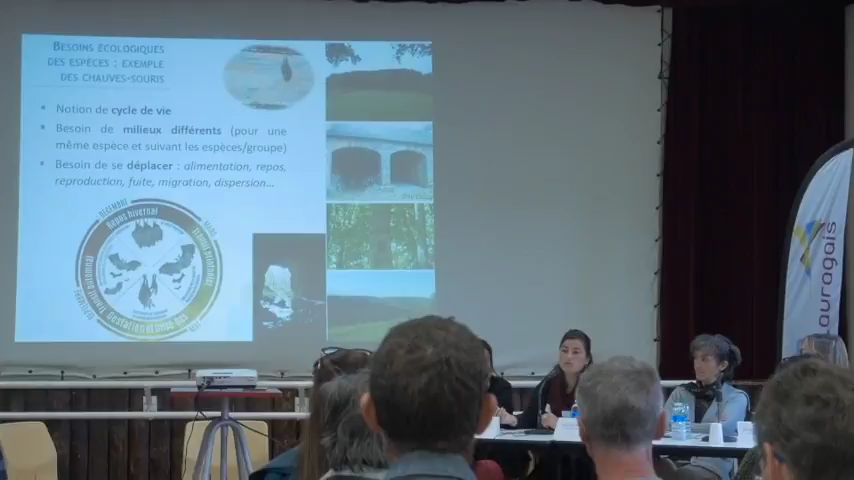 BESOINS ÉCOLOGIQUES
DES ESPÈCES : EXEMPLE
DES CHAUVES-SOURIS
• Notion de cycle de vie
• Besoin de milieux différents (pour une
même espèce et suivant les espèces/groupe)
• Besoin de se déplacer : alimentation, repos,
reproduction, fuite, migration, dispersion...
DÉCEMBRE
Repos hivernal
MARS
Gestation et mise bas
auragais